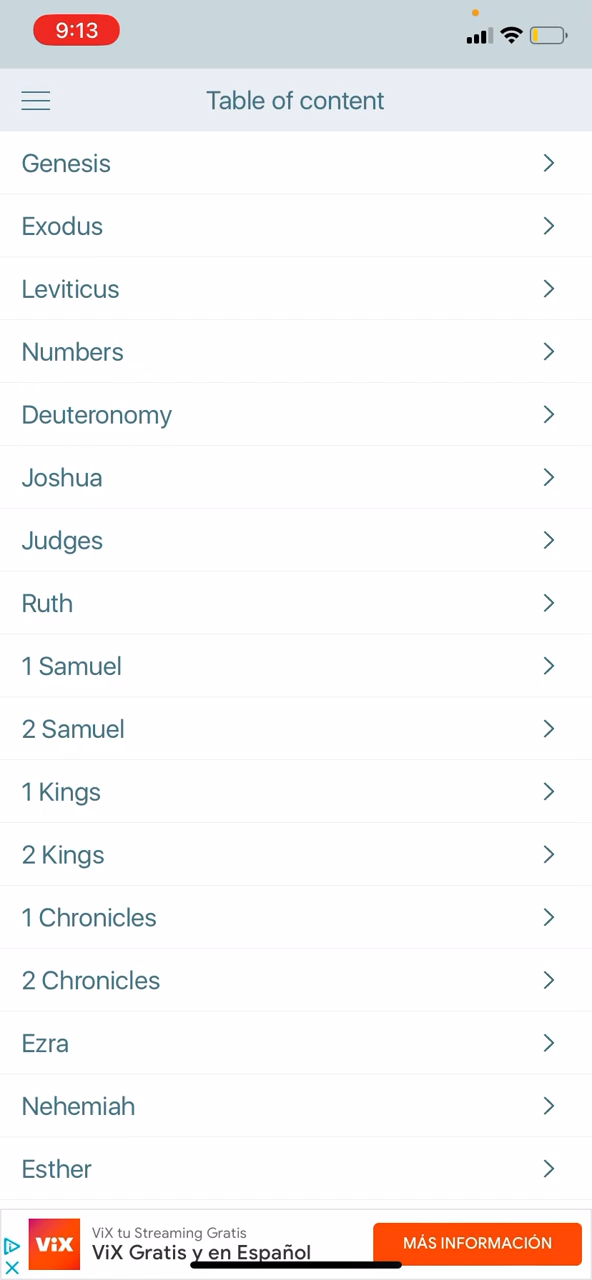 9:13
Table of content
Genesis
Exodus
Leviticus
Numbers
Deuteronomy
Joshua
Judges
Ruth
1 Samuel
2 Samuel
1 Kings
2 Kings
1 Chronicles
2 Chronicles
Ezra
Nehemiah
Esther
ViX
ViX tu Streaming Gratis
ViX Gratis y en Español
MÁS INFORMACIÓN